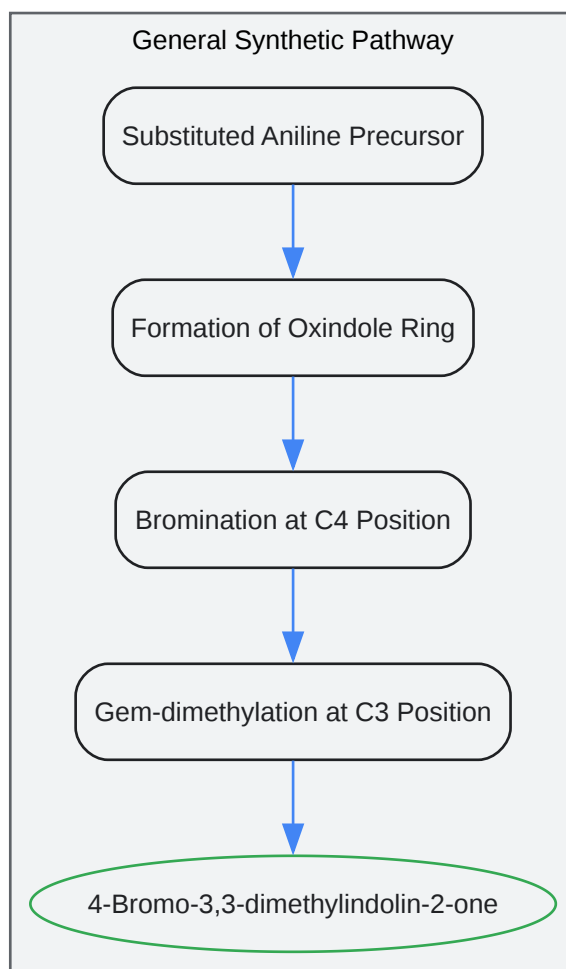 General Synthetic Pathway
Substituted Aniline Precursor
Formation of Oxindole Ring
Bromination at C4 Position
Gem-dimethylation at C3 Position
4-Bromo-3,3-dimethylindolin-2-one